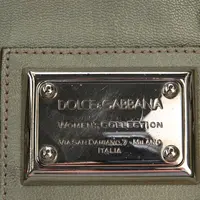 DOLCE & GABBANA
WOMEN'S COLLECTION
VIA SAN DAMIANO, 7 - MILANO
ITALIA